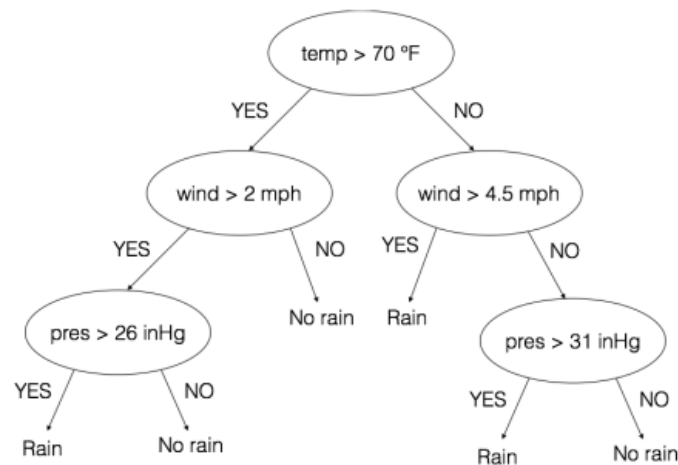 temp > 70 ºF
YES
NO
wind > 2 mph
wind > 4.5 mph
YES
NO
YES
NO
No rain
Rain
pres > 26 inHg
pres > 31 inHg
YES
NO
YES
NO
Rain
No rain
Rain
No rain